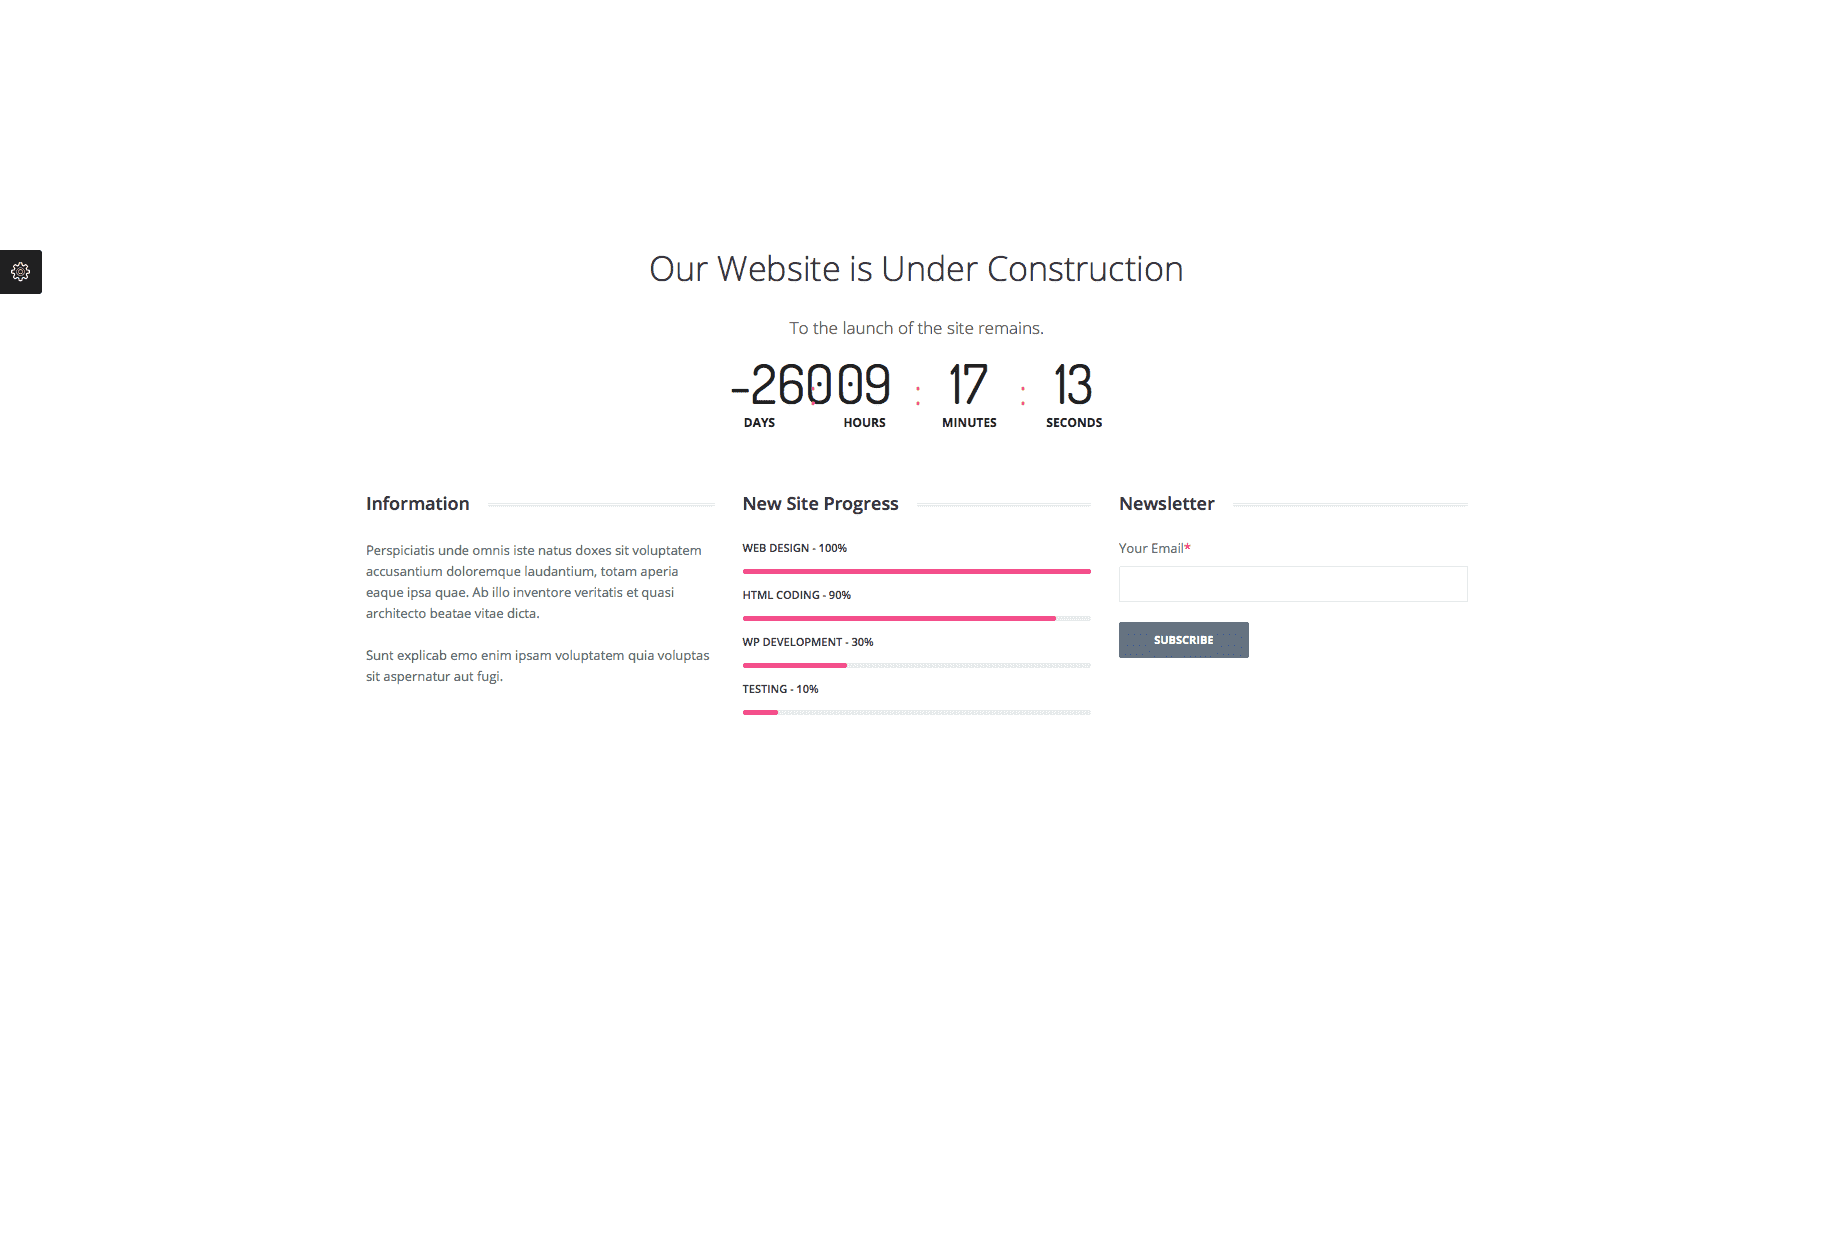 Our Website is Under Construction
To the launch of the site remains.
-260 : 09 : 17 : 13
DAYS HOURS MINUTES SECONDS
Information
Perspiciatis unde omnis iste natus doxes sit voluptatem
accusantium doloremque laudantium, totam aperia
eaque ipsa quae. Ab illo inventore veritatis et quasi
architecto beatae vitae dicta.
Sunt explicab emo enim ipsam voluptatem quia voluptas
sit aspernatur aut fugi.
New Site Progress
WEB DESIGN - 100%
HTML CODING - 90%
WP DEVELOPMENT - 30%
TESTING - 10%
Newsletter
Your Email*
SUBSCRIBE